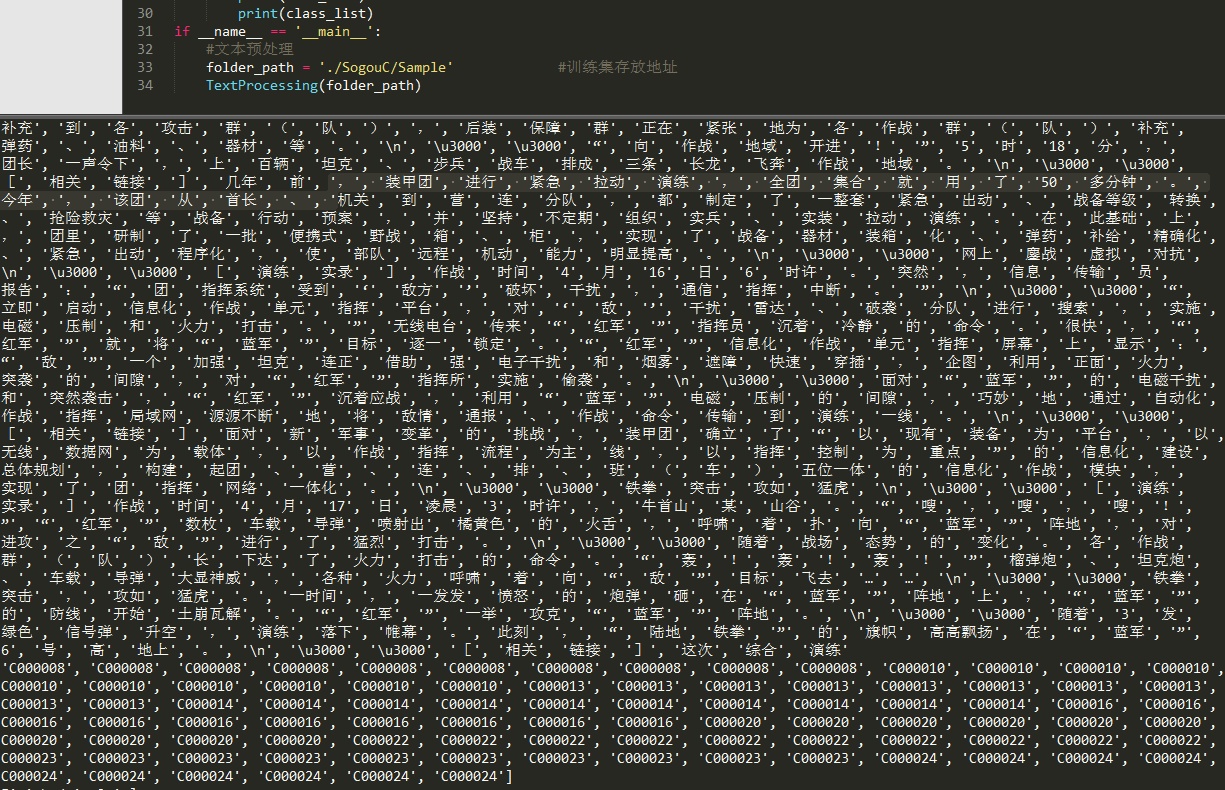 30 print(class_list)
31 if __name__ == '__main__':
32 #文本预处理
33 folder_path = './SogouC/Sample' #训练集存放地址
34 TextProcessing(folder_path)
补充', '到', '各', '攻击', '群', '（', '队', '）', '，', '后装', '保障', '群', '正在', '紧张', '地为', '各', '作战', '群', '（', '队', '）', '补充',
弹药', '、', '油料', '、', '器材', '等', '。', '\n', '\u3000', '\u3000', '“', '向', '作战', '地域', '开进', '！', '”', '5', '时', '18', '分', '，',
团长', '一声令下', '，', '上', '百辆', '坦克', '、', '步兵', '战车', '排成', '三条', '长龙', '飞奔', '作战', '地域', '。', '\n', '\u3000', '\u3000',
[', '相关', '链接', ']', '几年', '前', '，', '装甲团', '进行', '紧急', '拉动', '演练', '，', '全团', '集合', '就', '用', '了', '50', '多分钟', '。',
今年', '，', '该团', '从', '首长', '、', '机关', '到', '营', '连', '分队', '，', '都', '制定', '了', '一整套', '紧急', '出动', '、', '战备等级', '转换',
、', '抢险救灾', '等', '战备', '行动', '预案', '，', '并', '坚持', '不定期', '组织', '实兵', '、', '实装', '拉动', '演练', '。', '在', '此基础', '上',
，', '团里', '研制', '了', '一批', '便携式', '野战', '箱', '、', '柜', '，', '实现', '了', '战备', '器材', '装箱', '化', '、', '弹药', '补给', '精确化',
、', '紧急', '出动', '程序化', '，', '使', '部队', '远程', '机动', '能力', '明显提高', '。', '\n', '\u3000', '\u3000', '网上', '鏖战', '虚拟', '对抗',
\n', '\u3000', '\u3000', '[', '演练', '实录', ']', '作战', '时间', '4', '月', '16', '日', '6', '时许', '。', '突然', '，', '信息', '传输', '员',
报告', '：', '“', '团', '指挥系统', '受到', '‘', '敌方', '’', '破坏', '干扰', '，', '通信', '指挥', '中断', '。', '”', '\n', '\u3000', '\u3000', '“',
立即', '启动', '信息化', '作战', '单元', '指挥', '平台', '，', '对', '‘', '敌', '’', '干扰', '雷达', '、', '破袭', '分队', '进行', '搜索', '，', '实施',
电磁', '压制', '和', '火力', '打击', '。', '”', '无线电台', '传来', '“', '红军', '”', '指挥员', '沉着', '冷静', '的', '命令', '。', '很快', '，', '“',
红军', '”', '就', '将', '“', '蓝军', '”', '目标', '逐一', '锁定', '。', '“', '红军', '”', '信息化', '作战', '单元', '指挥', '屏幕', '上', '显示', '：',
“', '敌', '”', '一个', '加强', '坦克', '连正', '借助', '强', '电子干扰', '和', '烟雾', '遮障', '快速', '穿插', '，', '企图', '利用', '正面', '火力',
突袭', '的', '间隙', '，', '对', '“', '红军', '”', '指挥所', '实施', '偷袭', '。', '\n', '\u3000', '\u3000', '面对', '“', '蓝军', '”', '的', '电磁干扰',
和', '突然袭击', '，', '“', '红军', '”', '沉着应战', '，', '利用', '“', '蓝军', '”', '电磁', '压制', '的', '间隙', '，', '巧妙', '地', '通过', '自动化',
作战', '指挥', '局域网', '源源不断', '地', '将', '敌情', '通报', '、', '作战', '命令', '传输', '到', '演练', '一线', '。', '\n', '\u3000', '\u3000',
[', '相关', '链接', ']', '面对', '新', '军事', '变革', '的', '挑战', '，', '装甲团', '确立', '了', '“', '以', '现有', '装备', '为', '平台', '，', '以',
无线', '数据网', '为', '载体', '，', '以', '作战', '指挥', '流程', '为主', '线', '，', '以', '指挥', '控制', '为', '重点', '”', '的', '信息化', '建设',
总体规划', '，', '构建', '起团', '、', '营', '、', '连', '、', '排', '、', '班', '（', '车', '）', '五位一体', '的', '信息化', '作战', '模块', '，',
实现', '了', '团', '指挥', '网络', '一体化', '。', '\n', '\u3000', '\u3000', '铁拳', '突击', '攻如', '猛虎', '\n', '\u3000', '\u3000', '[', '演练',
实录', ']', '作战', '时间', '4', '月', '17', '日', '凌晨', '3', '时许', '，', '牛首山', '某', '山谷', '。', '“', '嗖', '，', '嗖', '，', '嗖', '！',
”', '“', '红军', '”', '数枚', '车载', '导弹', '喷射出', '橘黄色', '的', '火舌', '，', '呼啸', '着', '扑', '向', '“', '蓝军', '”', '阵地', '，', '对',
进攻', '之', '“', '敌', '”', '进行', '了', '猛烈', '打击', '。', '\n', '\u3000', '\u3000', '随着', '战场', '态势', '的', '变化', '。', '各', '作战',
群', '（', '队', '）', '长', '下达', '了', '火力', '打击', '的', '命令', '。', '“', '轰', '！', '轰', '！', '轰', '！', '”', '榴弹炮', '、', '坦克炮',
、', '车载', '导弹', '大显神威', '，', '各种', '火力', '呼啸', '着', '向', '“', '敌', '”', '目标', '飞去', '…', '…', '\n', '\u3000', '\u3000', '铁拳',
突击', '，', '攻如', '猛虎', '。', '一时间', '，', '一发发', '愤怒', '的', '炮弹', '砸', '在', '“', '蓝军', '”', '阵地', '上', '，', '“', '蓝军', '”',
的', '防线', '开始', '土崩瓦解', '。', '“', '红军', '”', '一举', '攻克', '“', '蓝军', '”', '阵地', '。', '\n', '\u3000', '\u3000', '随着', '3', '发',
绿色', '信号弹', '升空', '，', '演练', '落下', '帷幕', '。', '此刻', '，', '“', '陆地', '铁拳', '”', '的', '旗帜', '高高飘扬', '在', '“', '蓝军', '”',
6', '号', '高', '地上', '。', '\n', '\u3000', '\u3000', '[', '相关', '链接', ']', '这次', '综合', '演练'
'C000008', 'C000008', 'C000008', 'C000008', 'C000008', 'C000008', 'C000008', 'C000008', 'C000008', 'C000008', 'C000010', 'C000010', 'C000010', 'C000010'
C000010', 'C000010', 'C000010', 'C000010', 'C000010', 'C000010', 'C000013', 'C000013', 'C000013', 'C000013', 'C000013', 'C000013', 'C000013', 'C000013',
C000013', 'C000013', 'C000014', 'C000014', 'C000014', 'C000014', 'C000014', 'C000014', 'C000014', 'C000014', 'C000014', 'C000014', 'C000016', 'C000016',
C000016', 'C000016', 'C000016', 'C000016', 'C000016', 'C000016', 'C000016', 'C000016', 'C000020', 'C000020', 'C000020', 'C000020', 'C000020', 'C000020',
C000020', 'C000020', 'C000020', 'C000020', 'C000022', 'C000022', 'C000022', 'C000022', 'C000022', 'C000022', 'C000022', 'C000022', 'C000022', 'C000022',
C000023', 'C000023', 'C000023', 'C000023', 'C000023', 'C000023', 'C000023', 'C000023', 'C000023', 'C000023', 'C000024', 'C000024', 'C000024', 'C000024',
C000024', 'C000024', 'C000024', 'C000024', 'C000024', 'C000024']